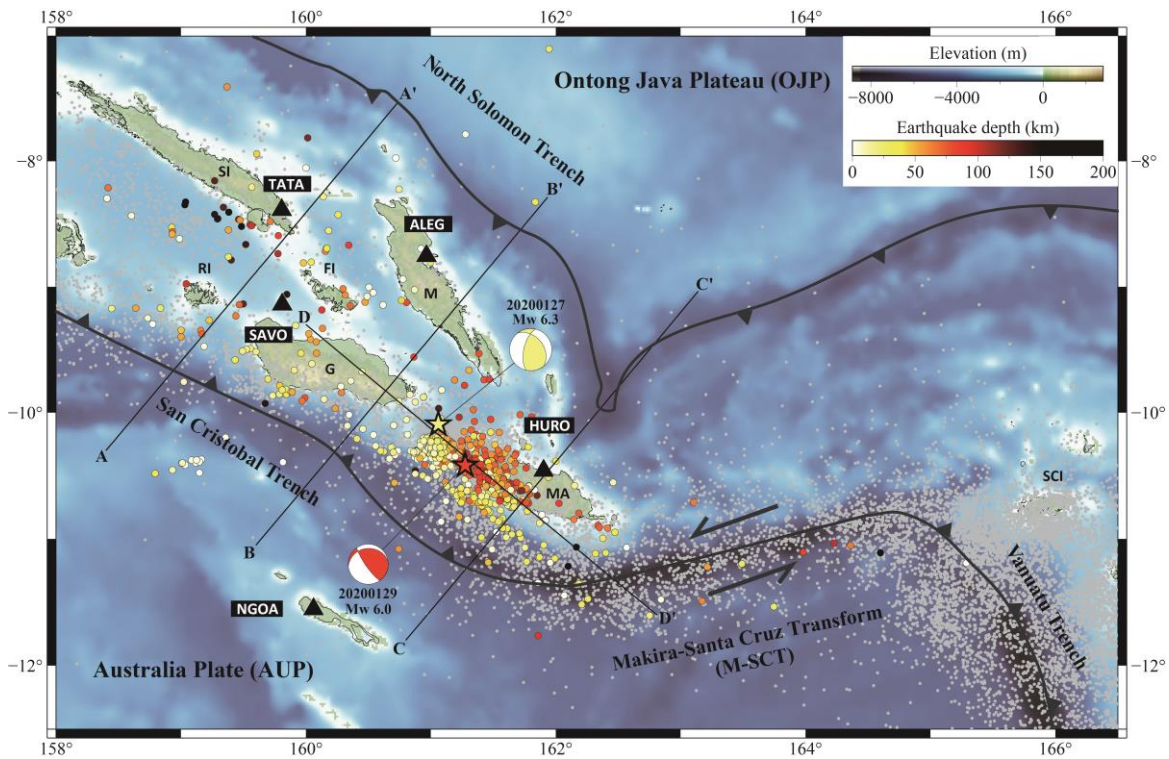 158° 160° 162° 164° 166°
Ontong Java Plateau (OJP)
Elevation (m)
−8000 −4000 0
Earthquake depth (km)
0 50 100 150 200
North Solomon Trench
A'
−8° −8°
SI
TATA
B'
ALEG
RI FI
M
C'
20200127
Mw 6.3
D
SAVO
G
−10° −10°
HURO
San Cristobal Trench
A
MA
SCI
B
20200129
Mw 6.0
NGOA
C
D'
Vanuatu Trench
Makira-Santa Cruz Transform
(M-SCT)
Australia Plate (AUP)
−12° −12°
158° 160° 162° 164° 166°